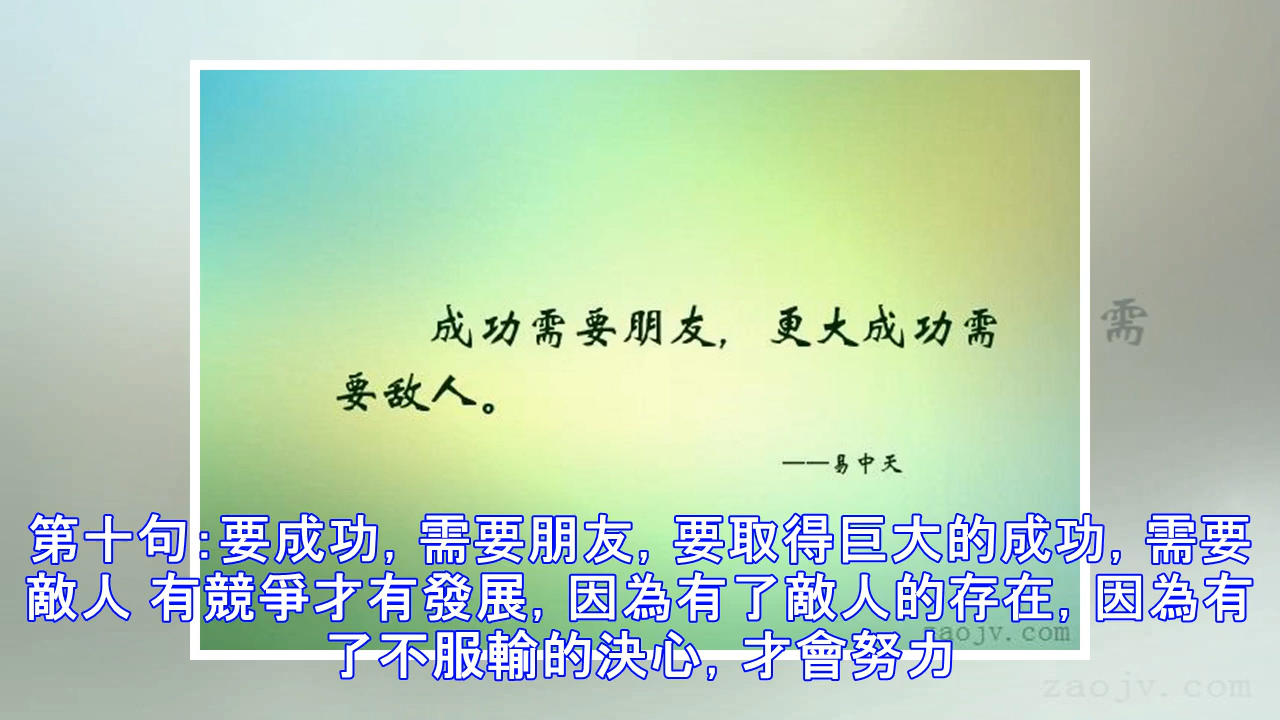 成功需要朋友，更大成功需
要敌人。
——易中天
需
第十句:要成功, 需要朋友, 要取得巨大的成功, 需要
敵人 有競爭才有發展, 因為有了敵人的存在, 因為有
了不服輸的決心, 才會努力
zaojv.com
zaojv.com